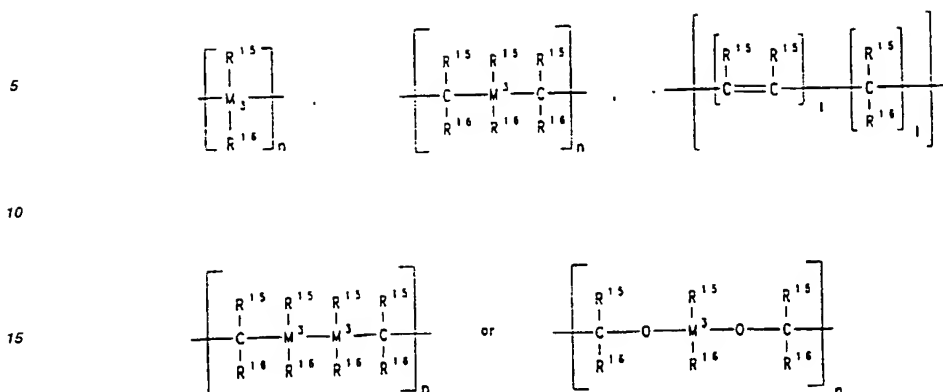 R¹⁵ R¹⁵ R¹⁵ R¹⁵ R¹⁵ R¹⁵ R¹⁵
5 M₃ , C—M³—C , C=C C
R¹⁶ R¹⁶ R¹⁶ R¹⁶ l R¹⁶ l
n n
10
R¹⁵ R¹⁵ R¹⁵ R¹⁵ R¹⁵ R¹⁵ R¹⁵
15 C—M³—M³—C or C—O—M³—O—C
R¹⁶ R¹⁶ R¹⁶ R¹⁶ R¹⁶ R¹⁶ R¹⁶
n n